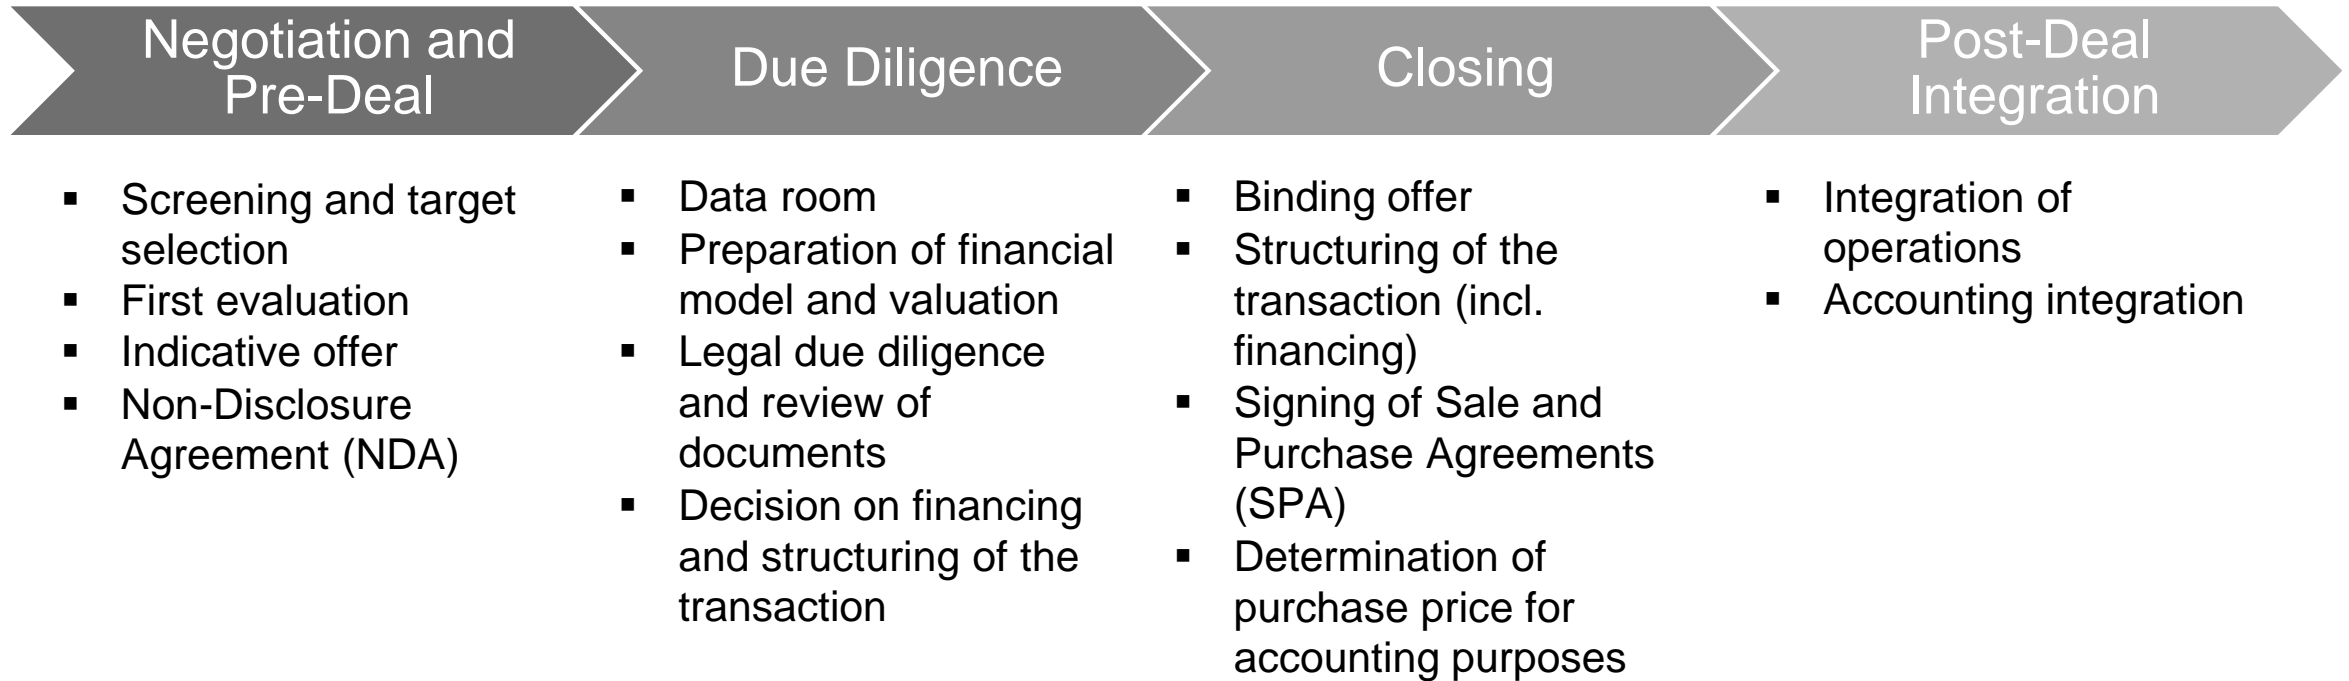 Negotiation and
Pre-Deal
Due Diligence
Closing
Post-Deal
Integration
▪ Screening and target
selection
▪ First evaluation
▪ Indicative offer
▪ Non-Disclosure
Agreement (NDA)
▪ Data room
▪ Preparation of financial
model and valuation
▪ Legal due diligence
and review of
documents
▪ Decision on financing
and structuring of the
transaction
▪ Binding offer
▪ Structuring of the
transaction (incl.
financing)
▪ Signing of Sale and
Purchase Agreements
(SPA)
▪ Determination of
purchase price for
accounting purposes
▪ Integration of
operations
▪ Accounting integration